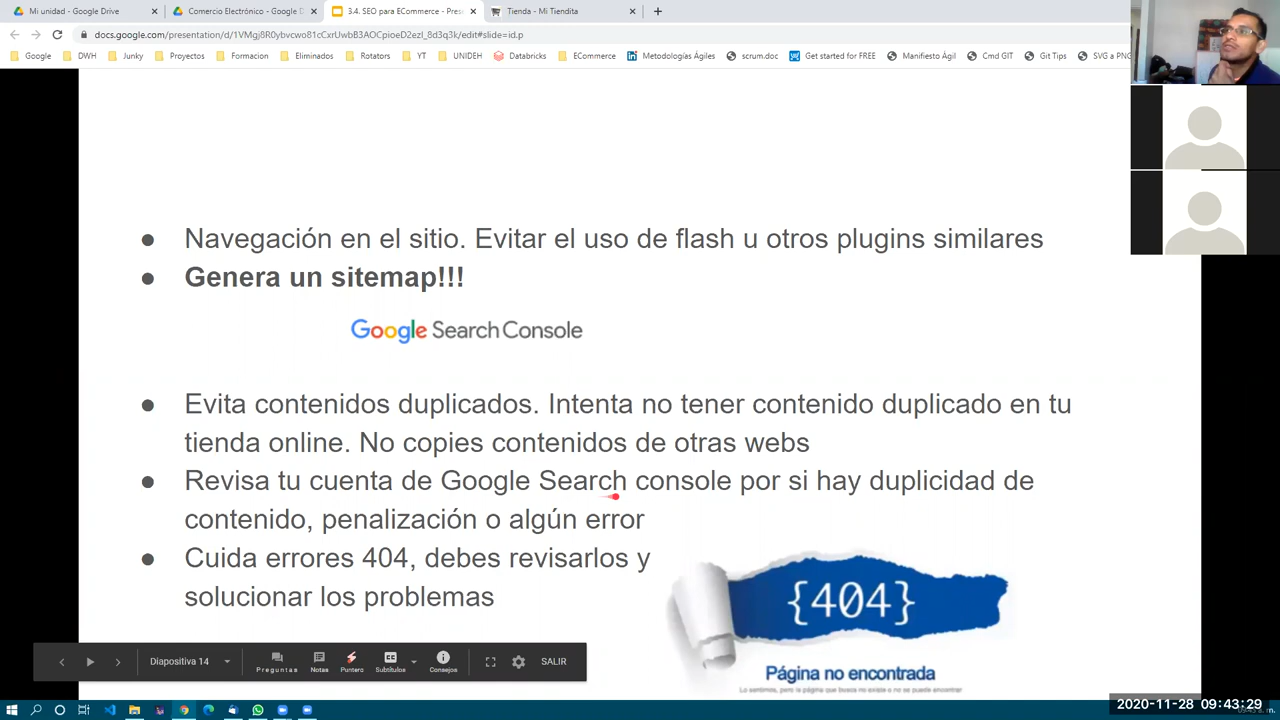 Mi unidad - Google Drive
Comercio Electrónico - Google D
3.4. SEO para ECommerce - Pres
Tienda - Mi Tiendita
docs.google.com/presentation/d/1VMgj8R0ybvcwo81cCxrUwbB3AOCpioeD2ezI_8d3q3k/edit#slide=id.p
Google
DWH
Junky
Proyectos
Formacion
Eliminados
Rotators
YT
UNIDEH
Databricks
ECommerce
Metodologías Ágiles
scrum.doc
Get started for FREE
Manifiesto Ágil
Cmd GIT
Git Tips
SVG a PNG
● Navegación en el sitio. Evitar el uso de flash u otros plugins similares
● Genera un sitemap!!!
Google Search Console
● Evita contenidos duplicados. Intenta no tener contenido duplicado en tu
tienda online. No copies contenidos de otras webs
● Revisa tu cuenta de Google Search console por si hay duplicidad de
contenido, penalización o algún error
● Cuida errores 404, debes revisarlos y
solucionar los problemas
{404}
Página no encontrada
Lo sentimos, pero la página que busca no existe o no se puede encontrar
Diapositiva 14
Preguntas
Notas
Puntero
Subtítulos
Consejos
SALIR
2020-11-28 09:43:29